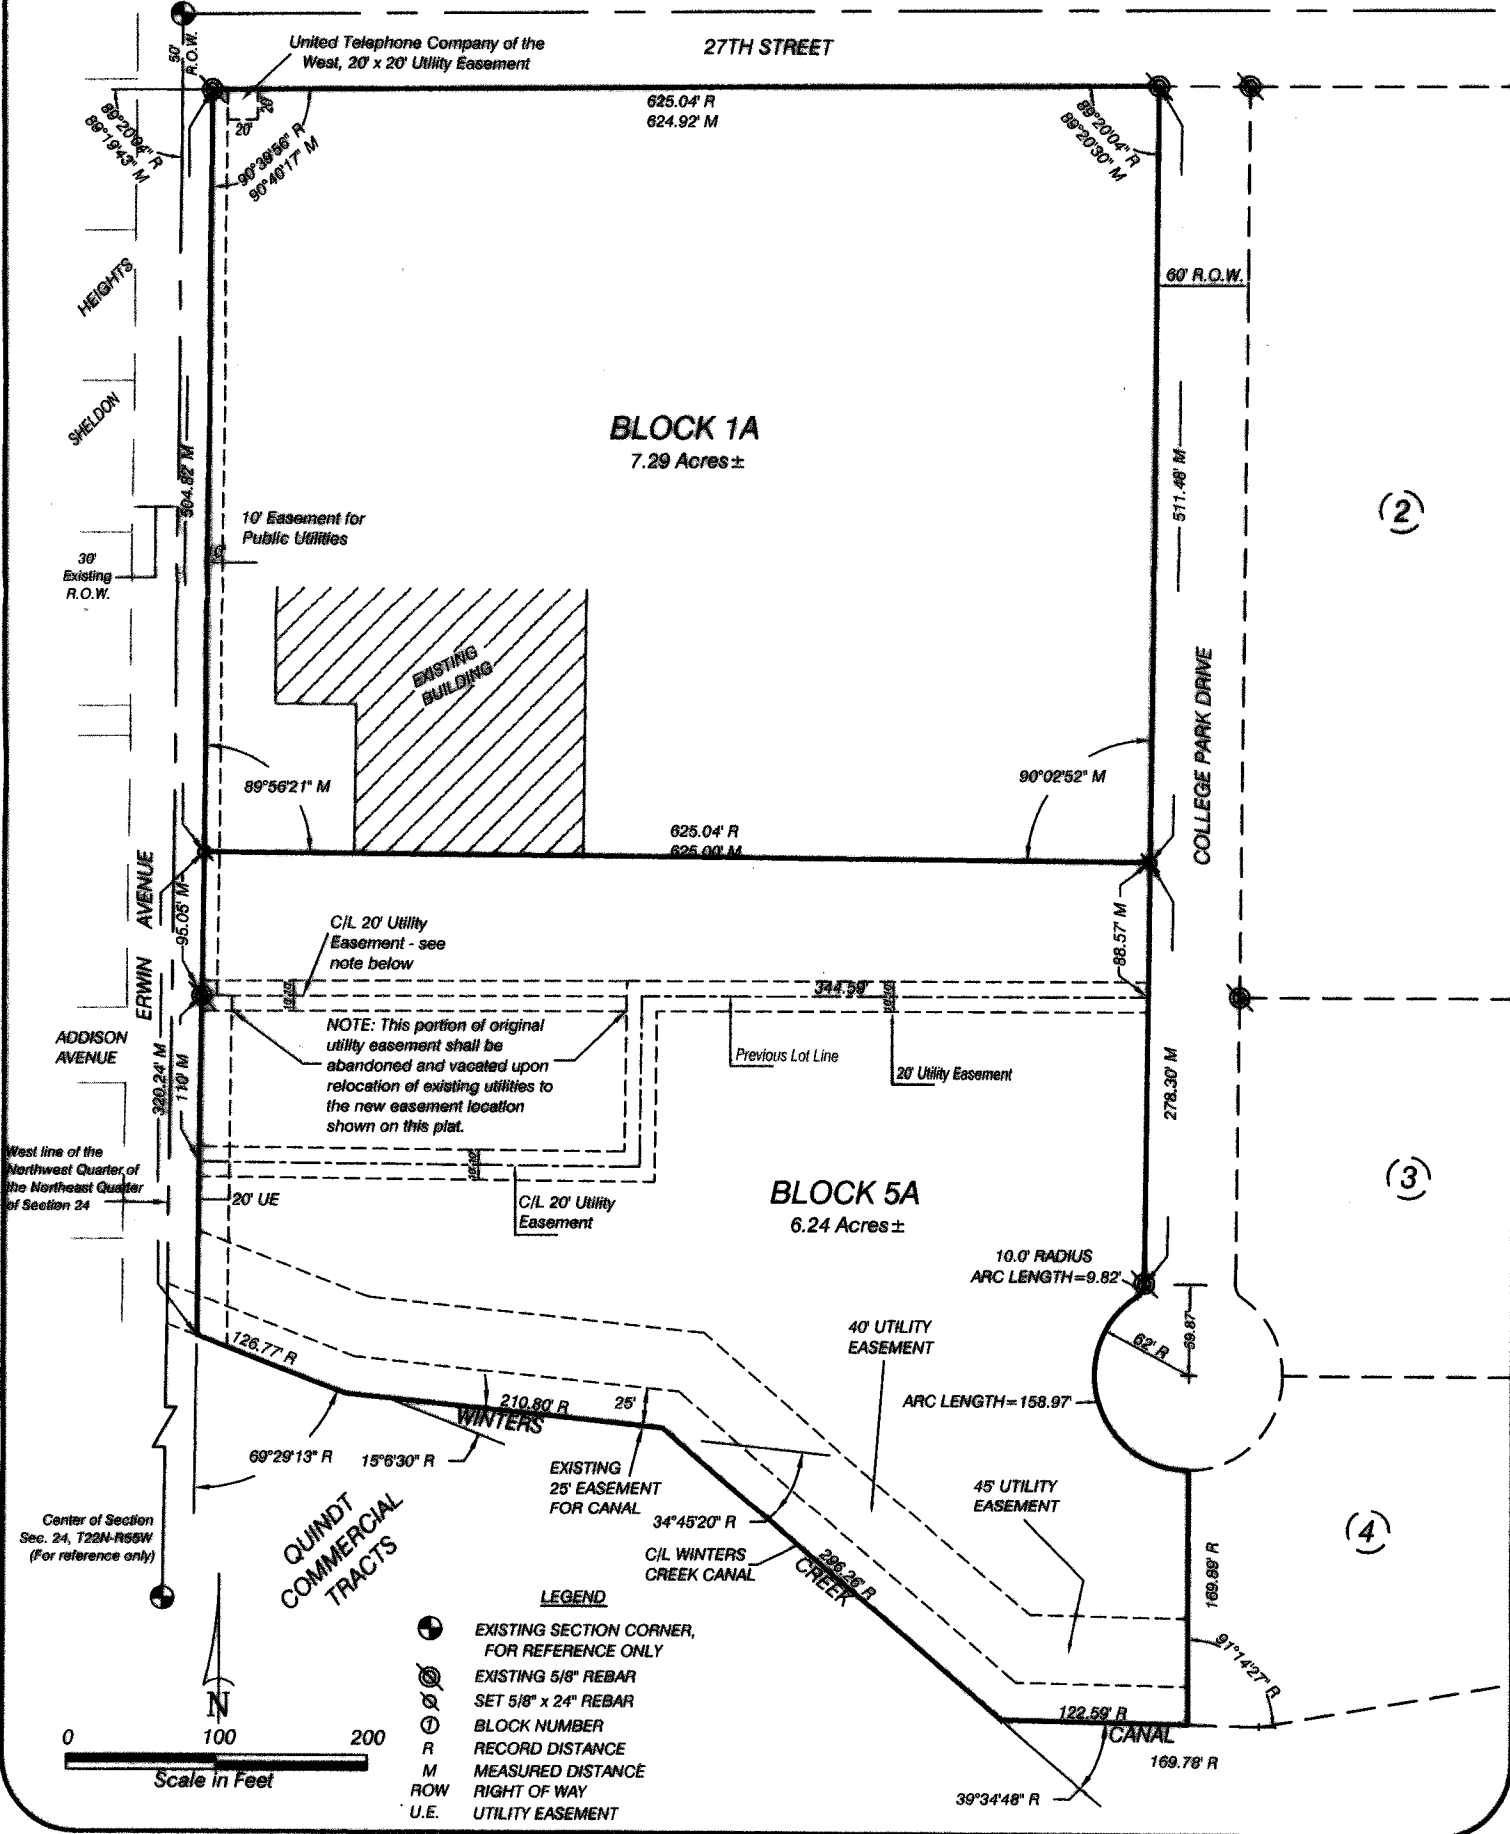 27TH STREET
50'
R.O.W.
United Telephone Company of the
West, 20' x 20' Utility Easement
20'
20'
625.04' R
624.92' M
89°20'04" R
89°19'43" M
90°39'56" R
90°40'17" M
89°20'04" R
89°20'30" M
60' R.O.W.
HEIGHTS
SHELDON
BLOCK 1A
7.29 Acres±
504.82' M
511.48' M
(2)
10' Easement for
Public Utilities
30'
Existing
R.O.W.
EXISTING
BUILDING
COLLEGE PARK DRIVE
89°56'21" M
90°02'52" M
625.04' R
625.00' M
ERWIN AVENUE
95.05' M
88.57' M
C/L 20' Utility
Easement - see
note below
10' 10'
344.59'
10' 10'
ADDISON
AVENUE
320.24' M
110' M
NOTE: This portion of original
utility easement shall be
abandoned and vacated upon
relocation of existing utilities to
the new easement location
shown on this plat.
Previous Lot Line
20' Utility Easement
278.30' M
West line of the
Northwest Quarter of
the Northeast Quarter
of Section 24
10' 10'
20' UE
C/L 20' Utility
Easement
BLOCK 5A
6.24 Acres±
(3)
10.0' RADIUS
ARC LENGTH=9.82'
59.87'
62' R
40' UTILITY
EASEMENT
ARC LENGTH=158.97'
126.77' R
210.80' R
25'
WINTERS
69°29'13" R
15°6'30" R
EXISTING
25' EASEMENT
FOR CANAL
34°45'20" R
45' UTILITY
EASEMENT
QUINDT
COMMERCIAL
TRACTS
Center of Section
Sec. 24, T22N-R55W
(For reference only)
C/L WINTERS
CREEK CANAL
296.26' R
CREEK
169.89' R
(4)
91°14'27" R
122.59' R
CANAL
169.78' R
39°34'48" R
LEGEND
EXISTING SECTION CORNER,
FOR REFERENCE ONLY
EXISTING 5/8" REBAR
SET 5/8" x 24" REBAR
1 BLOCK NUMBER
R RECORD DISTANCE
M MEASURED DISTANCE
ROW RIGHT OF WAY
U.E. UTILITY EASEMENT
N
0 100 200
Scale in Feet